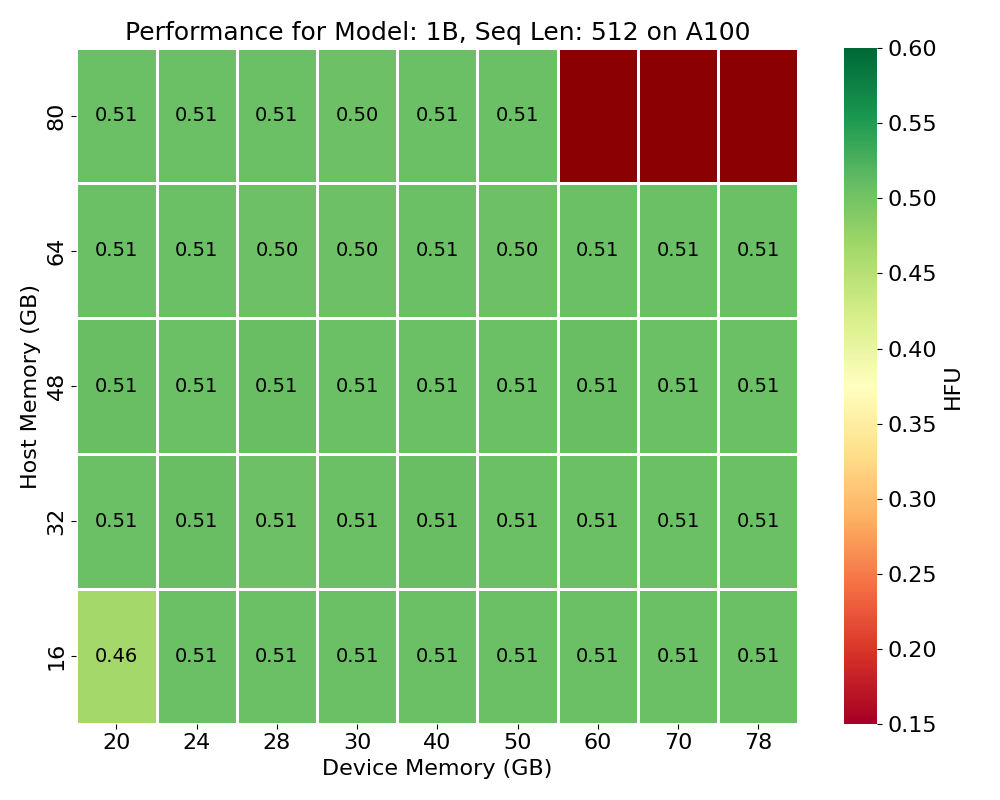 Performance for Model: 1B, Seq Len: 512 on A100
80 0.51 0.51 0.51 0.50 0.51 0.51
64 0.51 0.51 0.50 0.50 0.51 0.50 0.51 0.51 0.51
48 0.51 0.51 0.51 0.51 0.51 0.51 0.51 0.51 0.51
32 0.51 0.51 0.51 0.51 0.51 0.51 0.51 0.51 0.51
16 0.46 0.51 0.51 0.51 0.51 0.51 0.51 0.51 0.51
20 24 28 30 40 50 60 70 78
Device Memory (GB)
Host Memory (GB)
0.60
0.55
0.50
0.45
0.40
0.35
0.30
0.25
0.20
0.15
HFU